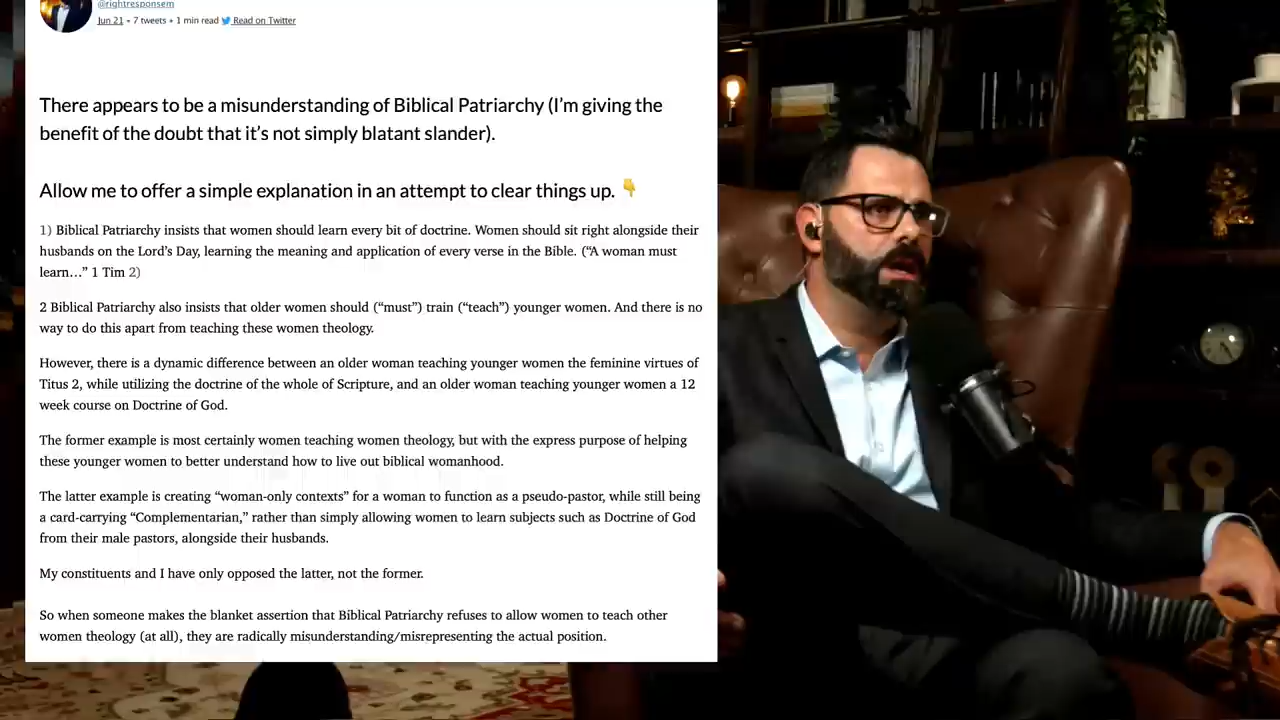 @rightresponsem
Jun 21 • 7 tweets • 1 min read Read on Twitter
There appears to be a misunderstanding of Biblical Patriarchy (I’m giving the
benefit of the doubt that it’s not simply blatant slander).
Allow me to offer a simple explanation in an attempt to clear things up. 👇
1) Biblical Patriarchy insists that women should learn every bit of doctrine. Women should sit right alongside their
husbands on the Lord’s Day, learning the meaning and application of every verse in the Bible. (“A woman must
learn…” 1 Tim 2)
2 Biblical Patriarchy also insists that older women should (“must”) train (“teach”) younger women. And there is no
way to do this apart from teaching these women theology.
However, there is a dynamic difference between an older woman teaching younger women the feminine virtues of
Titus 2, while utilizing the doctrine of the whole of Scripture, and an older woman teaching younger women a 12
week course on Doctrine of God.
The former example is most certainly women teaching women theology, but with the express purpose of helping
these younger women to better understand how to live out biblical womanhood.
The latter example is creating “woman-only contexts” for a woman to function as a pseudo-pastor, while still being
a card-carrying “Complementarian,” rather than simply allowing women to learn subjects such as Doctrine of God
from their male pastors, alongside their husbands.
My constituents and I have only opposed the latter, not the former.
So when someone makes the blanket assertion that Biblical Patriarchy refuses to allow women to teach other
women theology (at all), they are radically misunderstanding/misrepresenting the actual position.